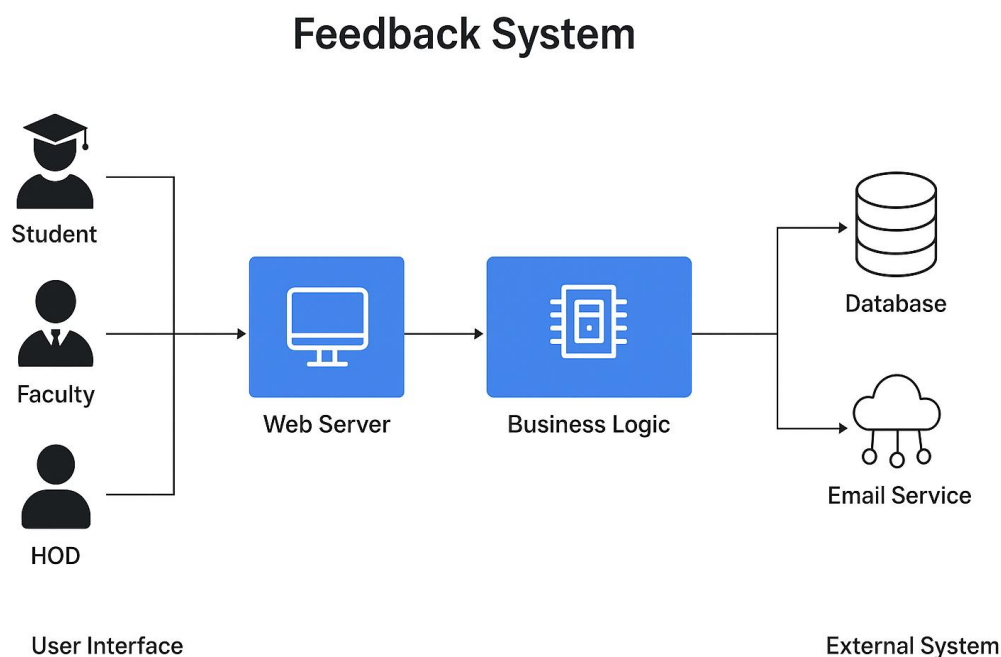 Feedback System
Student
Faculty
HOD
Web Server
Business Logic
Database
Email Service
User Interface
External System